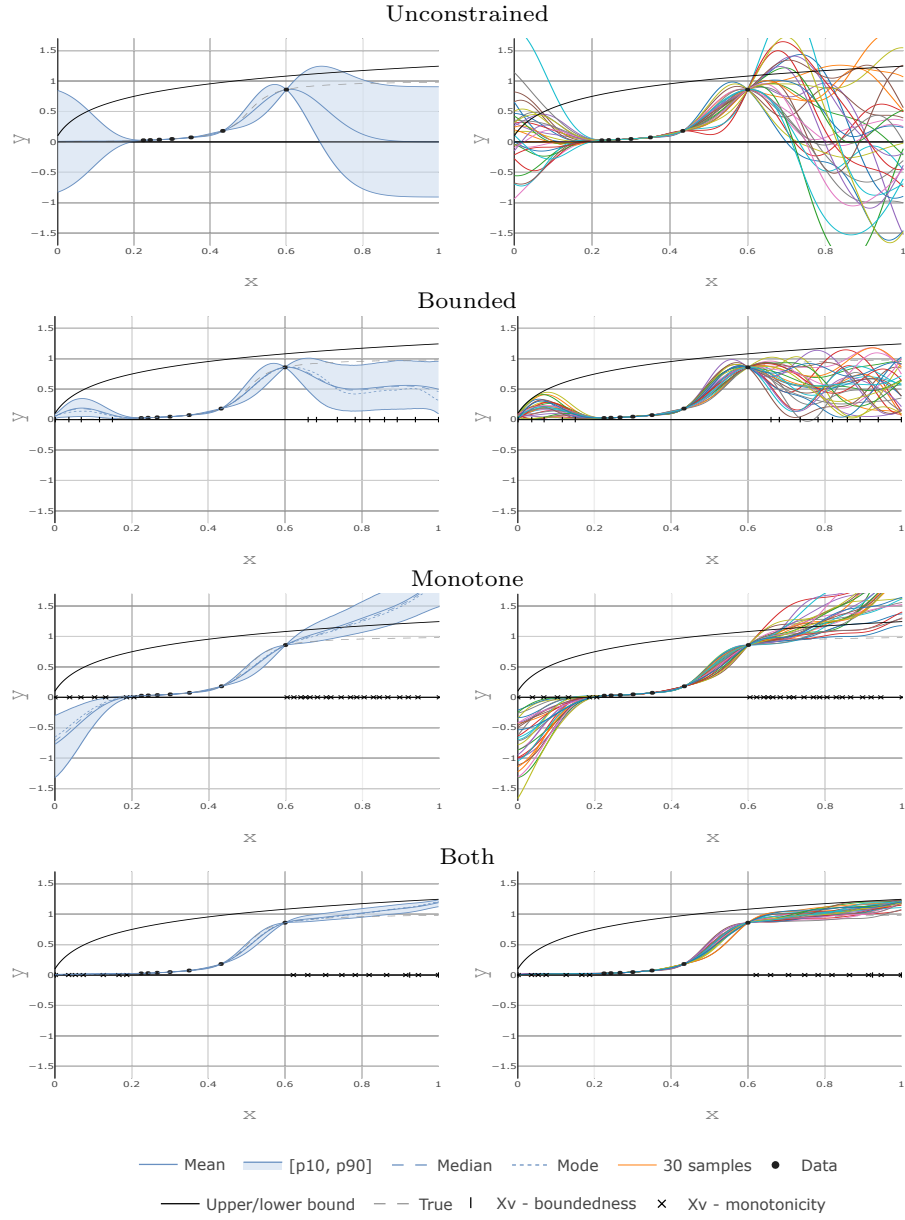 Unconstrained
1.5
1
0.5
0
−0.5
−1
−1.5
0 0.2 0.4 0.6 0.8 1
y
x
1.5
1
0.5
0
−0.5
−1
−1.5
0 0.2 0.4 0.6 0.8 1
y
x
Bounded
1.5
1
0.5
0
−0.5
−1
−1.5
0 0.2 0.4 0.6 0.8 1
y
x
1.5
1
0.5
0
−0.5
−1
−1.5
0 0.2 0.4 0.6 0.8 1
y
x
Monotone
1.5
1
0.5
0
−0.5
−1
−1.5
0 0.2 0.4 0.6 0.8 1
y
x
1.5
1
0.5
0
−0.5
−1
−1.5
0 0.2 0.4 0.6 0.8 1
y
x
Both
1.5
1
0.5
0
−0.5
−1
−1.5
0 0.2 0.4 0.6 0.8 1
y
x
1.5
1
0.5
0
−0.5
−1
−1.5
0 0.2 0.4 0.6 0.8 1
y
x
Mean [p10, p90] Median Mode 30 samples Data
Upper/lower bound True Xv - boundedness Xv - monotonicity